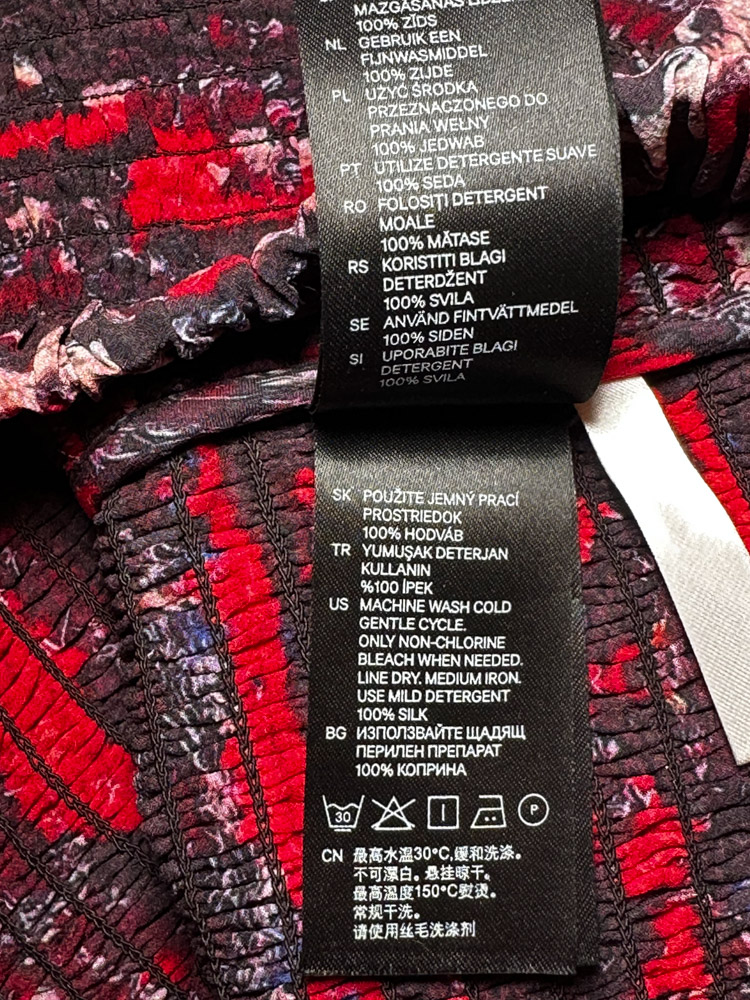 MAZGĀŠANAS
100% ZĪDS
NL GEBRUIK EEN
FIJNWASMIDDEL
100% ZIJDE
PL UŻYĆ ŚRODKA
PRZEZNACZONEGO DO
PRANIA WEŁNY
100% JEDWAB
PT UTILIZE DETERGENTE SUAVE
100% SEDA
RO FOLOSIȚI DETERGENT
MOALE
100% MĂTASE
RS KORISTITI BLAGI
DETERDŽENT
100% SVILA
SE ANVÄND FINTVÄTTMEDEL
100% SIDEN
SI UPORABITE BLAGI
DETERGENT
100% SVILA
SK POUŽITE JEMNÝ PRACÍ
PROSTRIEDOK
100% HODVÁB
TR YUMUŞAK DETERJAN
KULLANIN
%100 İPEK
US MACHINE WASH COLD
GENTLE CYCLE.
ONLY NON-CHLORINE
BLEACH WHEN NEEDED.
LINE DRY. MEDIUM IRON.
USE MILD DETERGENT
100% SILK
BG ИЗПОЛЗВАЙТЕ ЩАДЯЩ
ПЕРИЛЕН ПРЕПАРАТ
100% КОПРИНА
30 P
CN 最高水温30°C,缓和洗涤。
不可漂白。悬挂晾干。
最高温度150°C熨烫。
常规干洗。
请使用丝毛洗涤剂